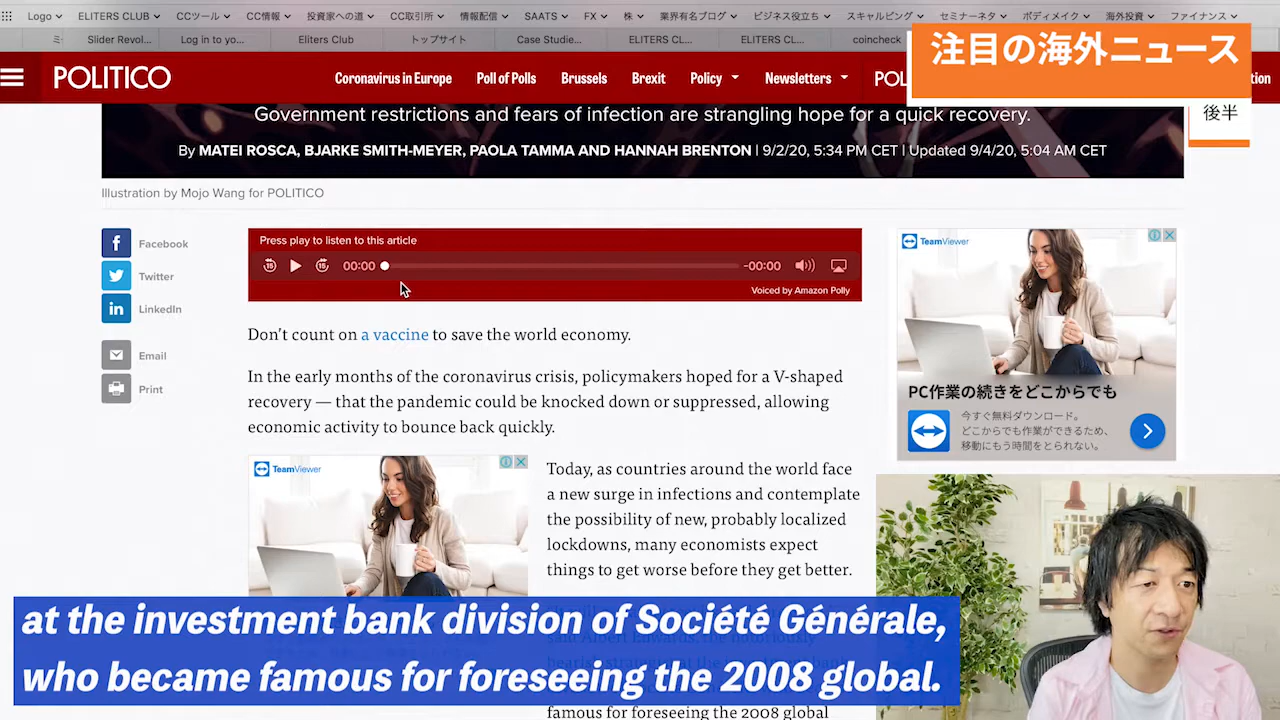 Logo ELITERS CLUB CCツール CC情報 投資家への道 CC取引所 情報配信 SAATS FX 株 業界有名ブログ ビジネス役立ち スキャルピング セミナーネタ ボディメイク 海外投資 ファイナンス
Slider Revol... Log in to yo... Eliters Club トップサイト Case Studie... ELITERS CL... ELITERS CL... coincheck
注目の海外ニュース
後半
POLITICO Coronavirus in Europe Poll of Polls Brussels Brexit Policy Newsletters
Government restrictions and fears of infection are strangling hope for a quick recovery.
By MATEI ROSCA, BJARKE SMITH-MEYER, PAOLA TAMMA AND HANNAH BRENTON | 9/2/20, 5:34 PM CET | Updated 9/4/20, 5:04 AM CET
Illustration by Mojo Wang for POLITICO
Facebook
Twitter
LinkedIn
Email
Print
Press play to listen to this article
15 15 00:00 -00:00
Voiced by Amazon Polly
Don't count on a vaccine to save the world economy.
In the early months of the coronavirus crisis, policymakers hoped for a V-shaped
recovery — that the pandemic could be knocked down or suppressed, allowing
economic activity to bounce back quickly.
TeamViewer
Today, as countries around the world face
a new surge in infections and contemplate
the possibility of new, probably localized
lockdowns, many economists expect
things to get worse before they get better.
famous for foreseeing the 2008 global
TeamViewer
PC作業の続きをどこからでも
今すぐ無料ダウンロード。
どこからでも作業ができるため、
移動にもう時間をとられない。
at the investment bank division of Société Générale,
who became famous for foreseeing the 2008 global.